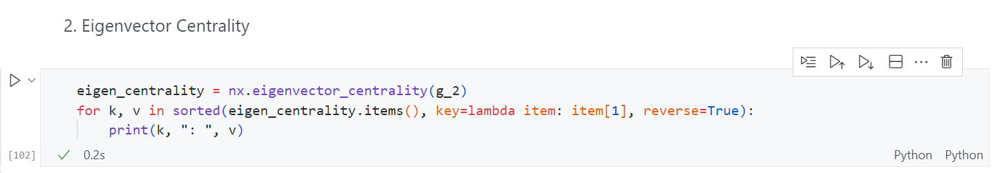 2. Eigenvector Centrality
eigen_centrality = nx.eigenvector_centrality(g_2)
for k, v in sorted(eigen_centrality.items(), key=lambda item: item[1], reverse=True):
    print(k, ": ", v)
[102] 0.2s Python Python